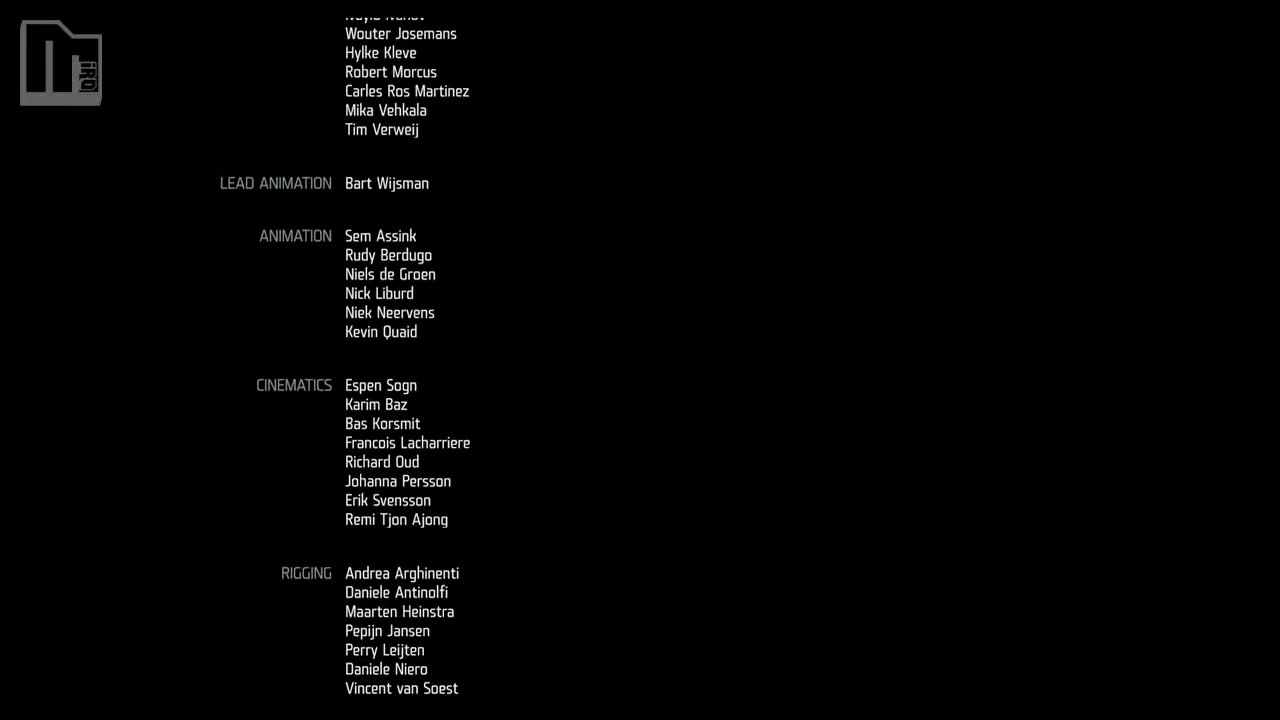 Wouter Josemans
Hylke Kleve
Robert Morcus
Carles Ros Martinez
Mika Vehkala
Tim Verweij
LEAD ANIMATION Bart Wijsman
ANIMATION Sem Assink
Rudy Berdugo
Niels de Groen
Nick Liburd
Niek Neervens
Kevin Quaid
CINEMATICS Espen Sogn
Karim Baz
Bas Korsmit
Francois Lacharriere
Richard Oud
Johanna Persson
Erik Svensson
Remi Tjon Ajong
RIGGING Andrea Arghinenti
Daniele Antinolfi
Maarten Heinstra
Pepijn Jansen
Perry Leijten
Daniele Niero
Vincent van Soest